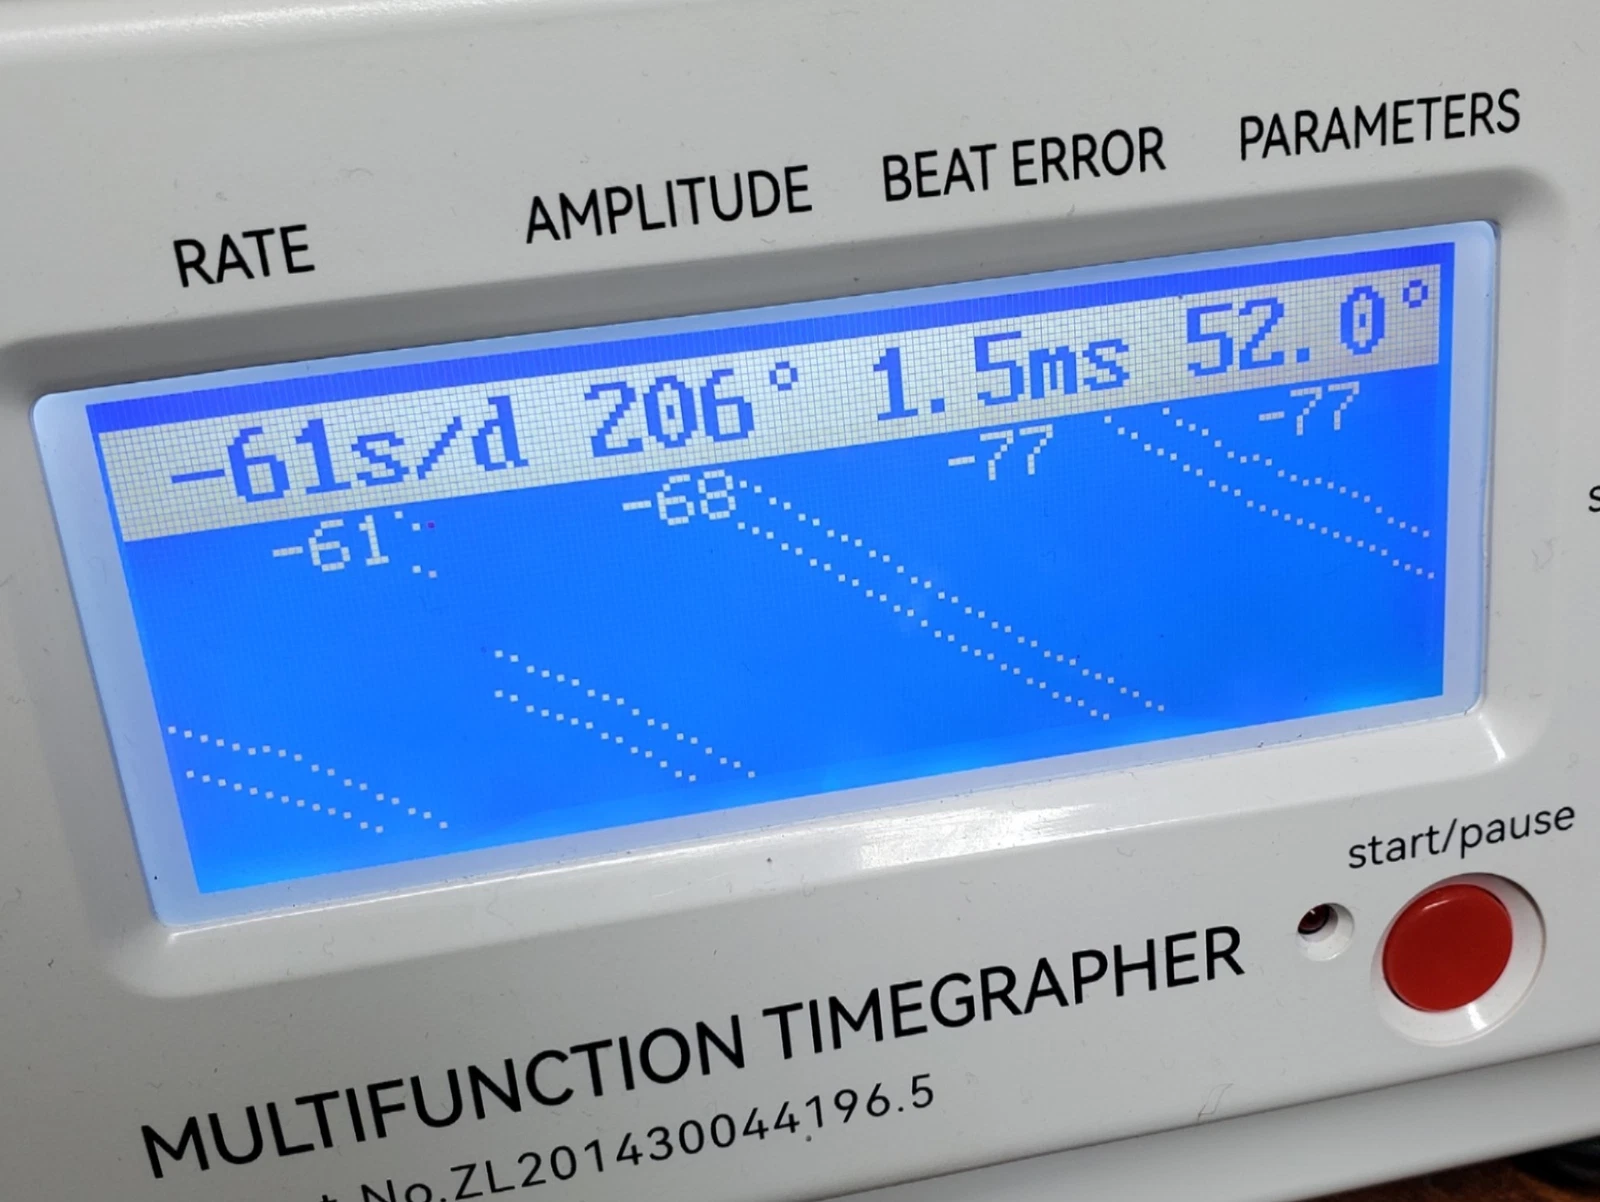 RATE AMPLITUDE BEAT ERROR PARAMETERS
-61s/d 206° 1.5ms 52.0°
-61 -68 -77 -77
start/pause
MULTIFUNCTION TIMEGRAPHER
No.ZL201430044196.5